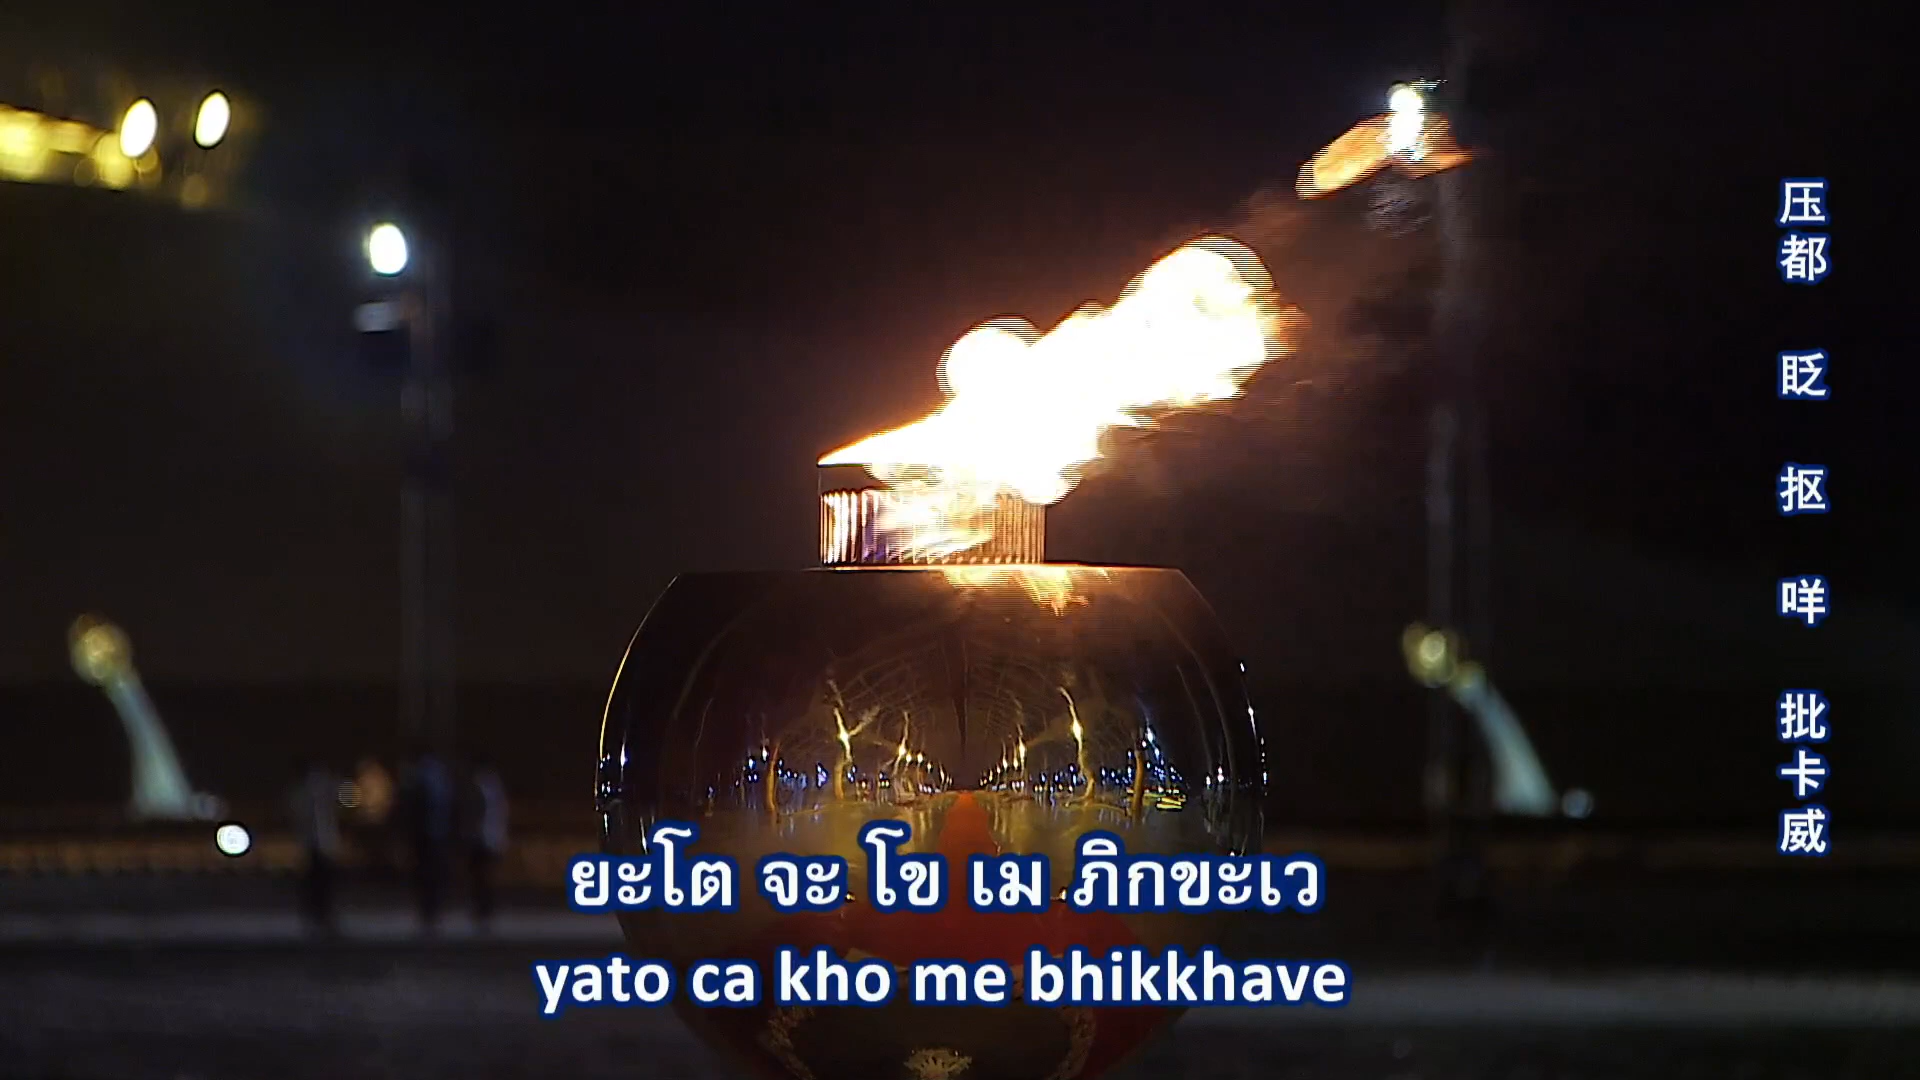 ยะโต จะ โข เม ภิกขะเว
yato ca kho me bhikkhave
压都 眨 抠 咩 批卡威